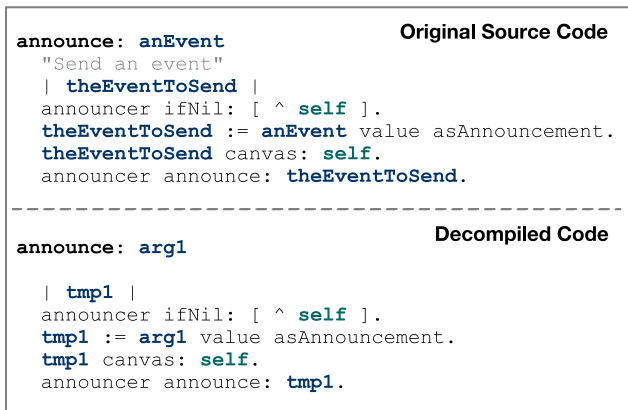 Original Source Code
announce: anEvent
"Send an event"
| theEventToSend |
announcer ifNil: [ ^ self ].
theEventToSend := anEvent value asAnnouncement.
theEventToSend canvas: self.
announcer announce: theEventToSend.
Decompiled Code
announce: arg1
| tmp1 |
announcer ifNil: [ ^ self ].
tmp1 := arg1 value asAnnouncement.
tmp1 canvas: self.
announcer announce: tmp1.